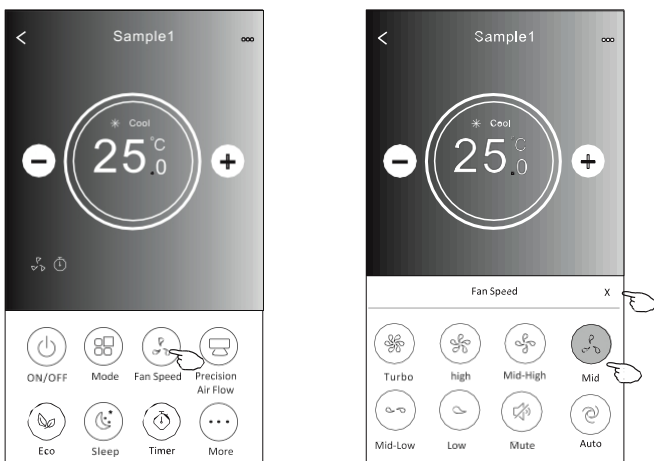 Sample1
Cool
25.0°C
ON/OFF
Mode
Fan Speed
Precision
Air Flow
Eco
Sleep
Timer
More
Sample1
Cool
25.0°C
Fan Speed
X
Turbo
high
Mid-High
Mid
Mid-Low
Low
Mute
Auto